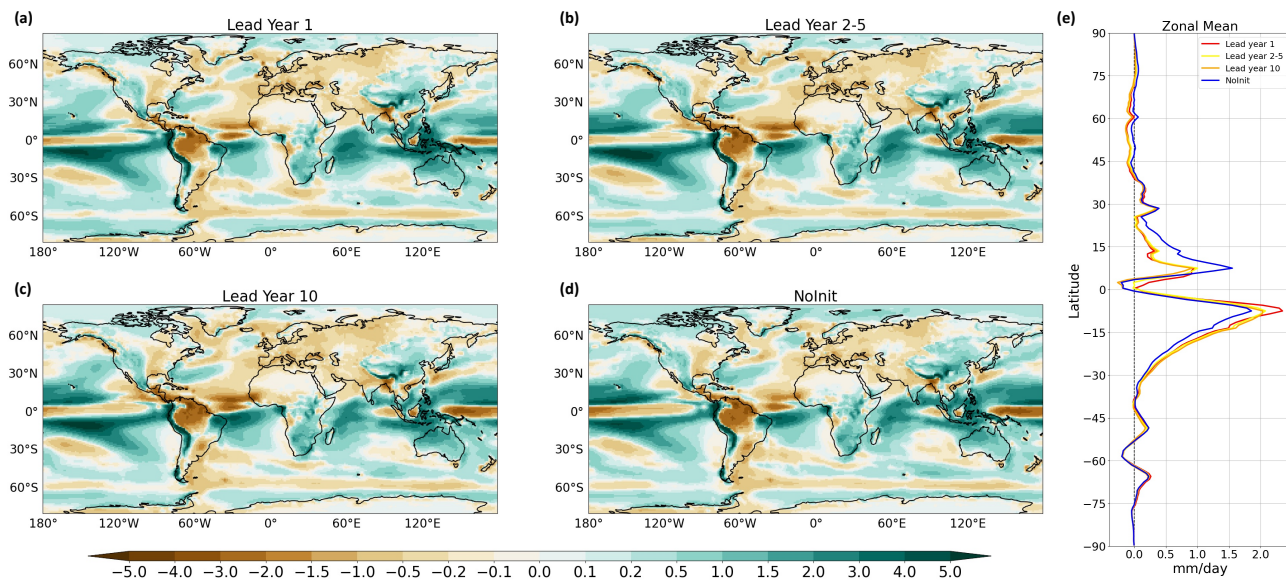 (a)
Lead Year 1
60°N
30°N
0°
30°S
60°S
180°
120°W
60°W
0°
60°E
120°E
(b)
Lead Year 2-5
60°N
30°N
0°
30°S
60°S
180°
120°W
60°W
0°
60°E
120°E
(c)
Lead Year 10
60°N
30°N
0°
30°S
60°S
180°
120°W
60°W
0°
60°E
120°E
(d)
NoInit
60°N
30°N
0°
30°S
60°S
180°
120°W
60°W
0°
60°E
120°E
−5.0 −4.0 −3.0 −2.0 −1.5 −1.0 −0.5 −0.2 −0.1 0.0 0.1 0.2 0.5 1.0 1.5 2.0 3.0 4.0 5.0
(e)
Zonal Mean
Lead year 1
Lead year 2-5
Lead year 10
NoInit
Latitude
90
75
60
45
30
15
0
−15
−30
−45
−60
−75
−90
0.0 0.5 1.0 1.5 2.0
mm/day